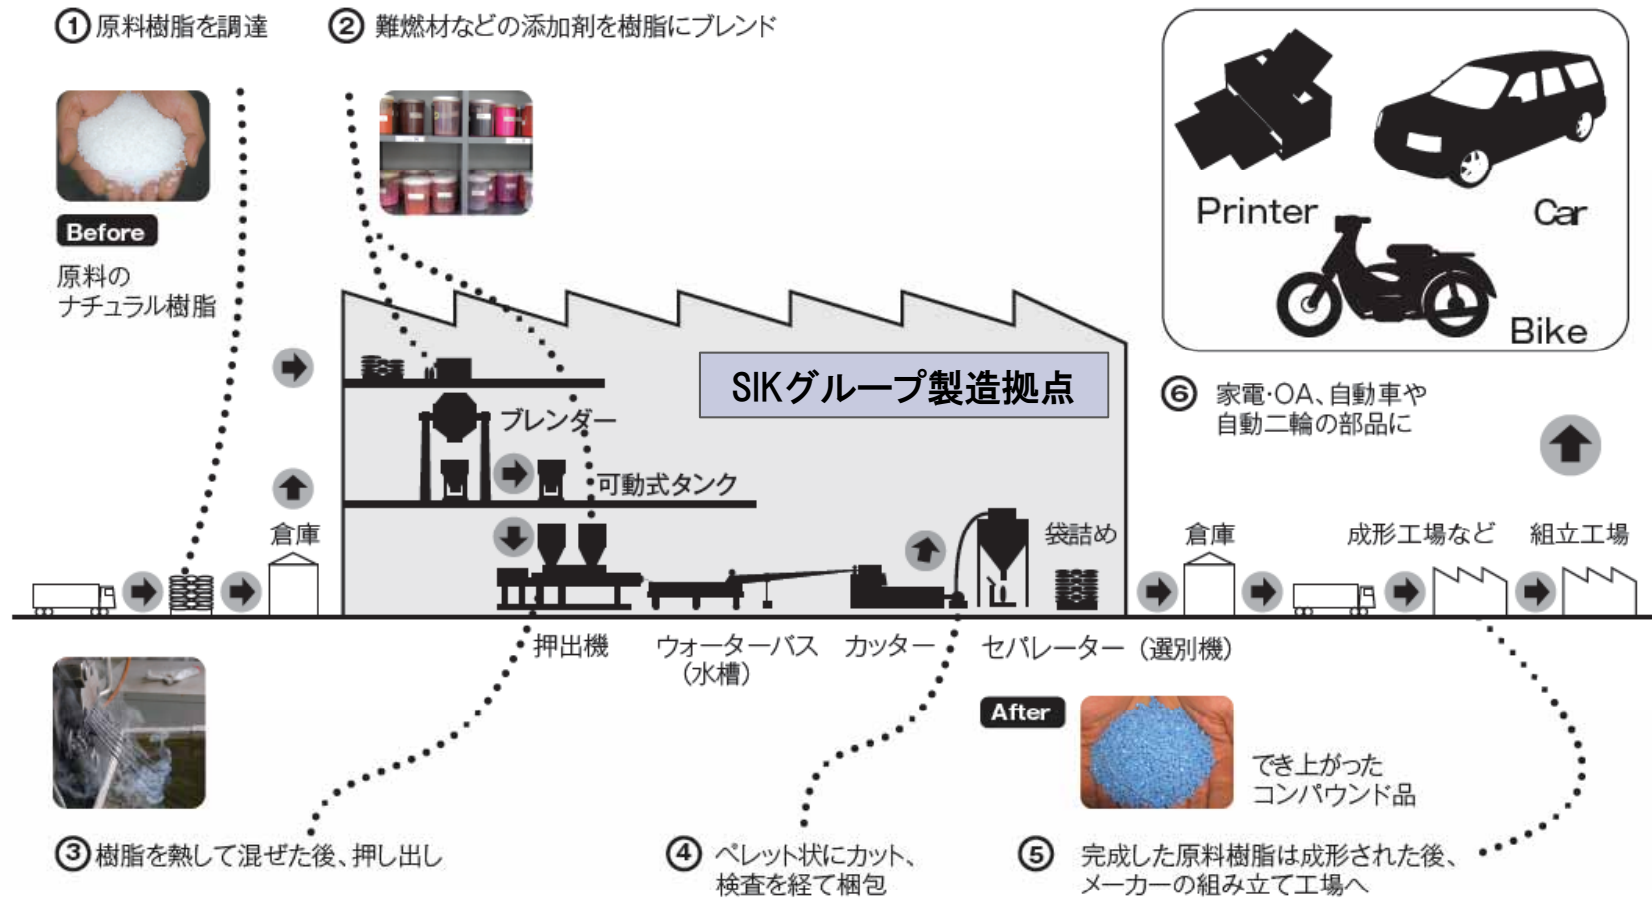 ① 原料樹脂を調達
② 難燃材などの添加剤を樹脂にブレンド
Before
原料の
ナチュラル樹脂
Printer
Car
Bike
SIKグループ製造拠点
⑥ 家電・OA、自動車や
自動二輪の部品に
ブレンダー
可動式タンク
倉庫
袋詰め
倉庫
成形工場など
組立工場
押出機
ウォーターバス
(水槽)
カッター
セパレーター(選別機)
After
でき上がった
コンパウンド品
③ 樹脂を熱して混ぜた後、押し出し
④ ペレット状にカット、
検査を経て梱包
⑤ 完成した原料樹脂は成形された後、
メーカーの組み立て工場へ